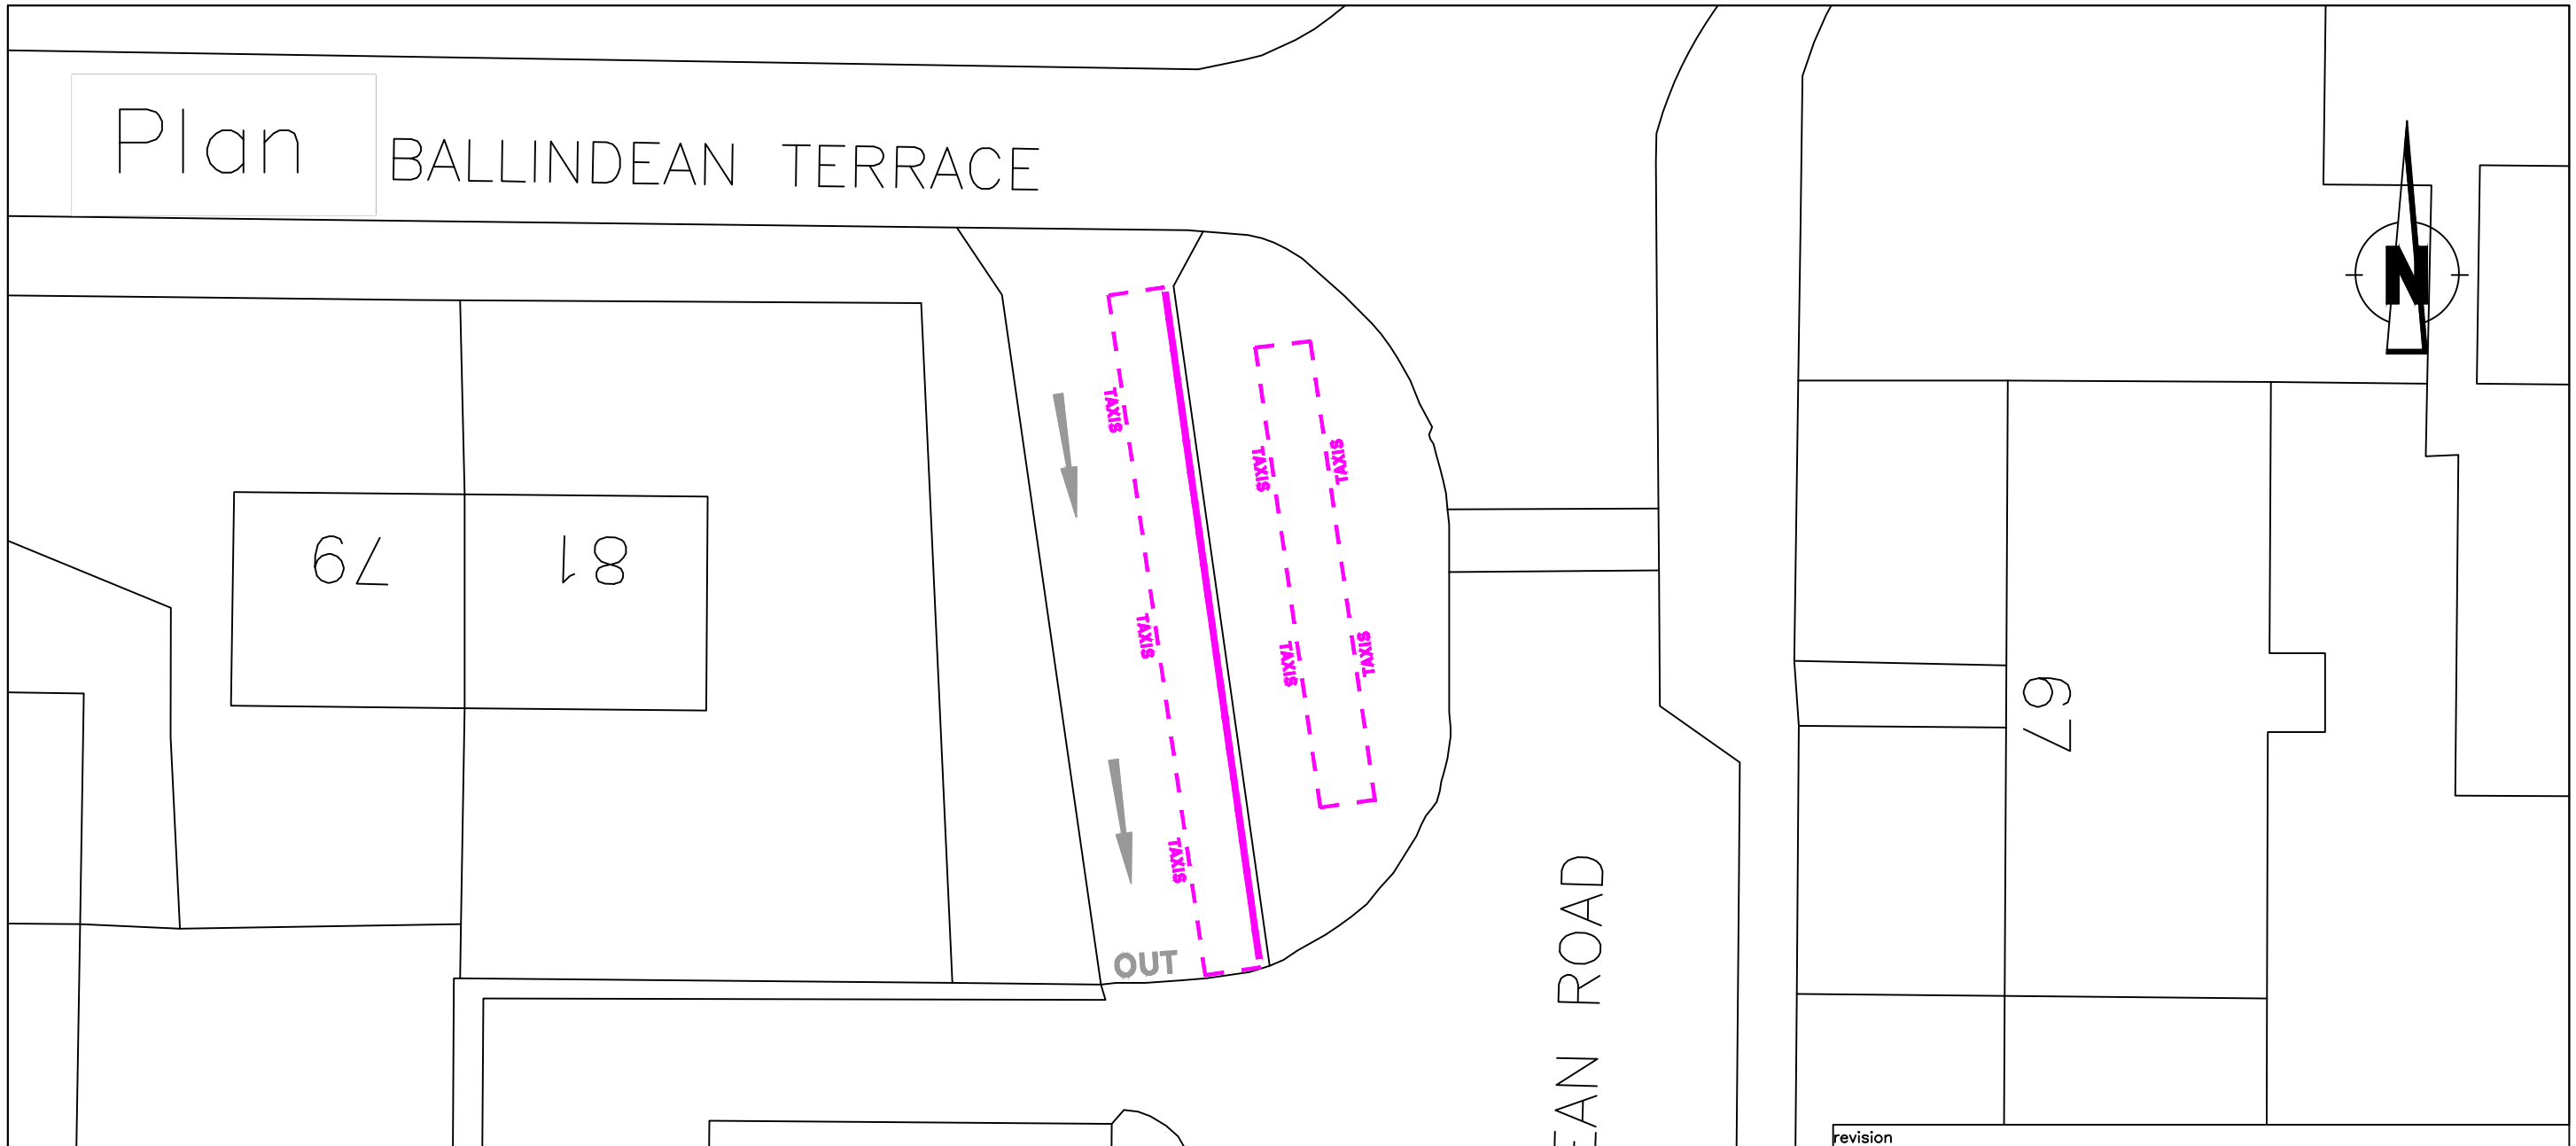 Plan
BALLINDEAN TERRACE
N
TAXIS
TAXIS
TAXIS
TAXIS
TAXIS
79
81
TAXIS
TAXIS
67
OUT
EAN ROAD
revision